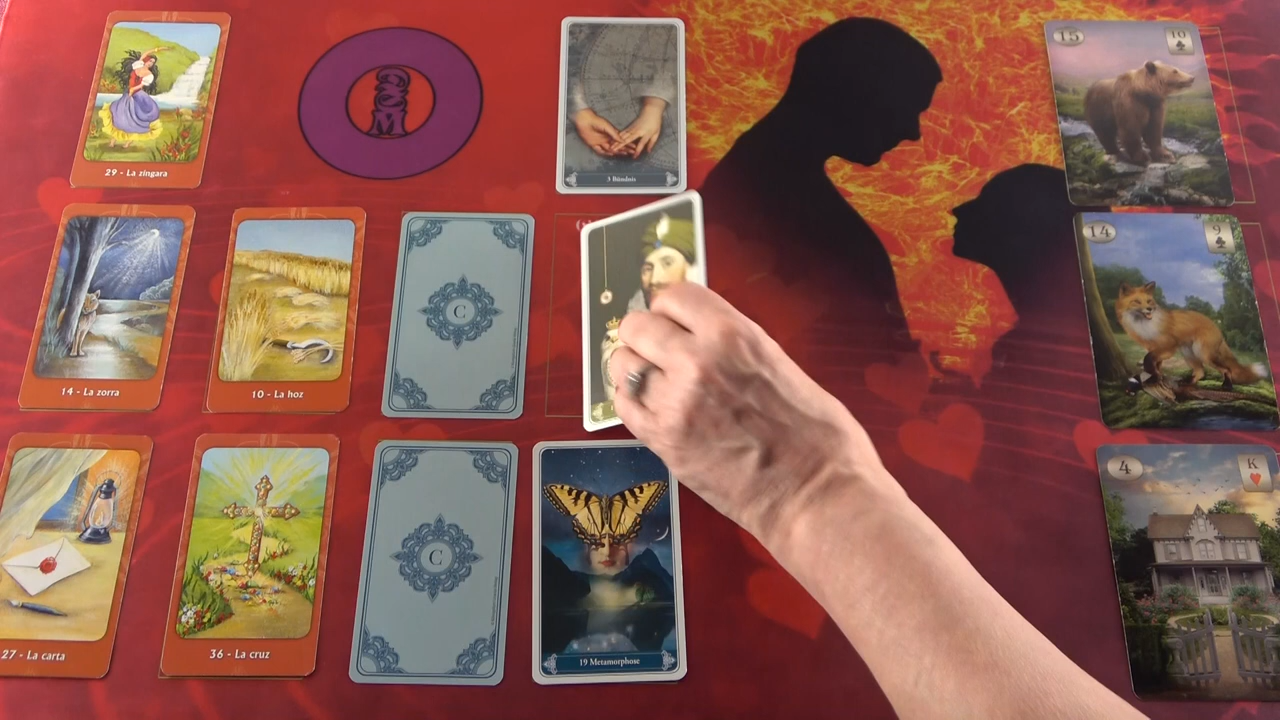 29 - La zíngara
3 Bündnis
15
10
14 - La zorra
10 - La hoz
C
14
9
27 - La carta
36 - La cruz
C
19 Metamorphose
4
K